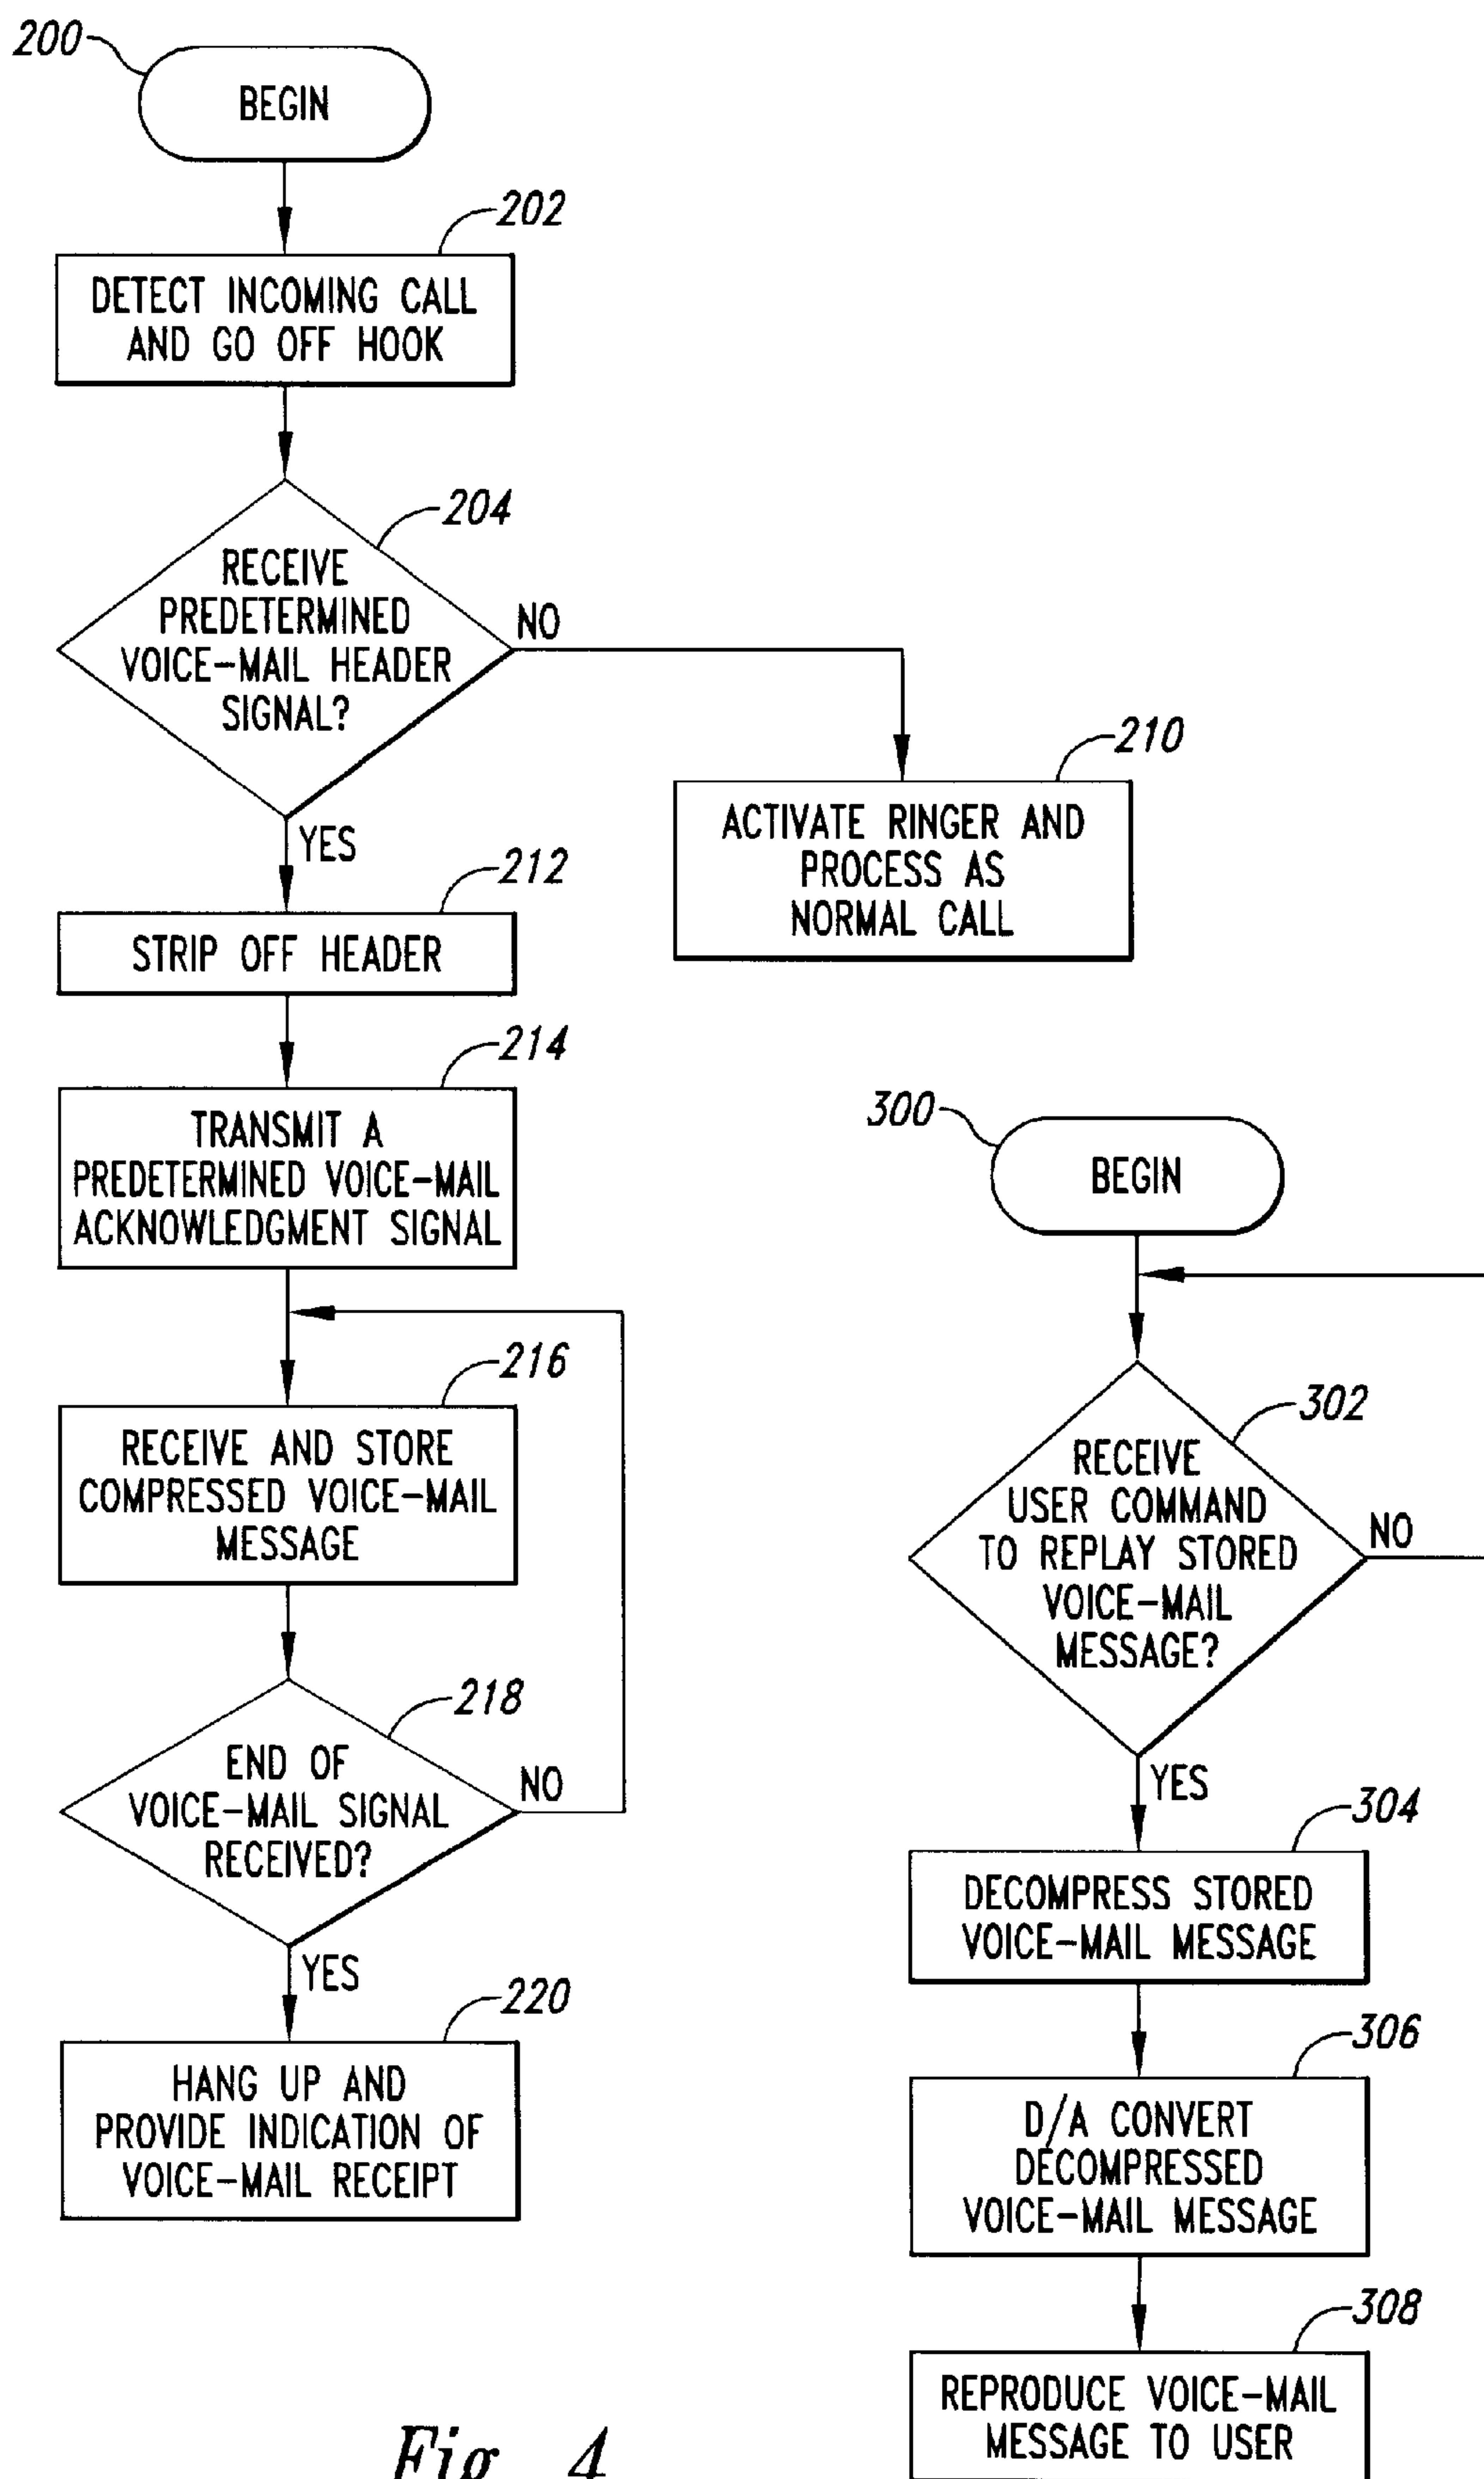 200
BEGIN
202
DETECT INCOMING CALL
AND GO OFF HOOK
204
RECEIVE
PREDETERMINED
VOICE-MAIL HEADER
SIGNAL?
NO
210
ACTIVATE RINGER AND
PROCESS AS
NORMAL CALL
YES
212
STRIP OFF HEADER
214
TRANSMIT A
PREDETERMINED VOICE-MAIL
ACKNOWLEDGMENT SIGNAL
216
RECEIVE AND STORE
COMPRESSED VOICE-MAIL
MESSAGE
218
END OF
VOICE-MAIL SIGNAL
RECEIVED?
NO
YES
220
HANG UP AND
PROVIDE INDICATION OF
VOICE-MAIL RECEIPT
Fig. 4
300
BEGIN
302
RECEIVE
USER COMMAND
TO REPLAY STORED
VOICE-MAIL
MESSAGE?
NO
YES
304
DECOMPRESS STORED
VOICE-MAIL MESSAGE
306
D/A CONVERT
DECOMPRESSED
VOICE-MAIL MESSAGE
308
REPRODUCE VOICE-MAIL
MESSAGE TO USER